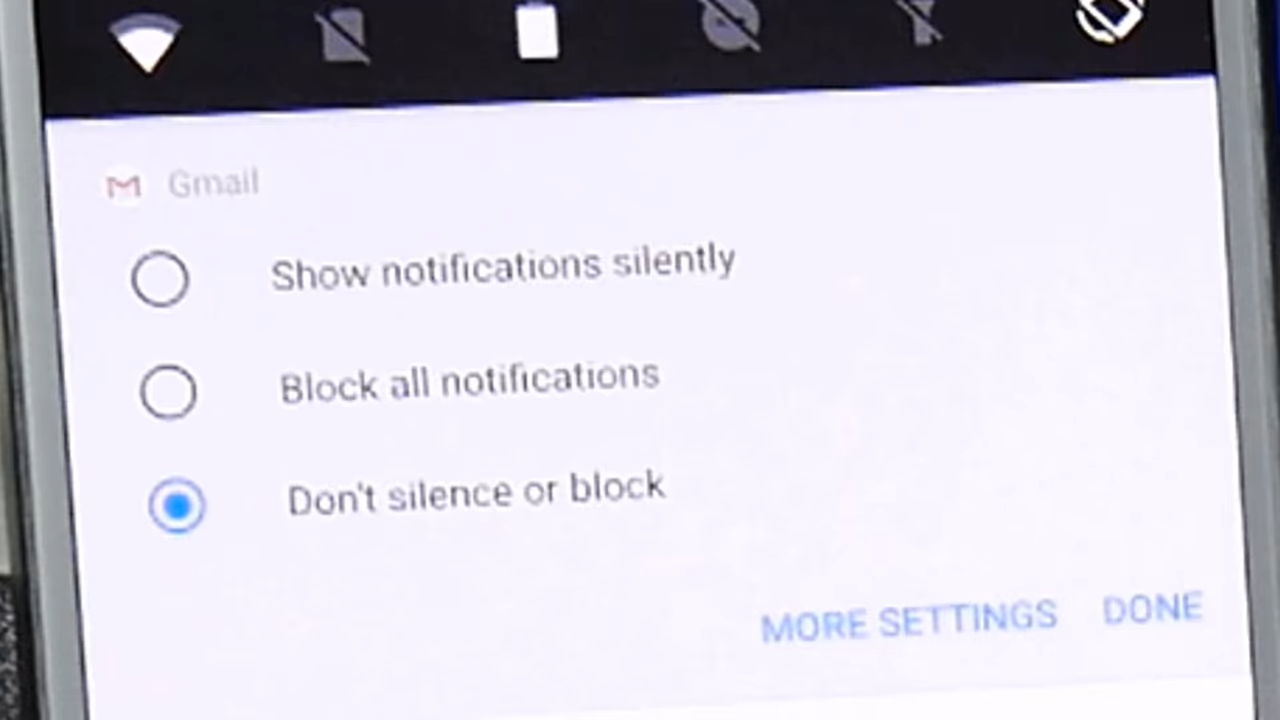 Gmail
Show notifications silently
Block all notifications
Don't silence or block
MORE SETTINGS DONE